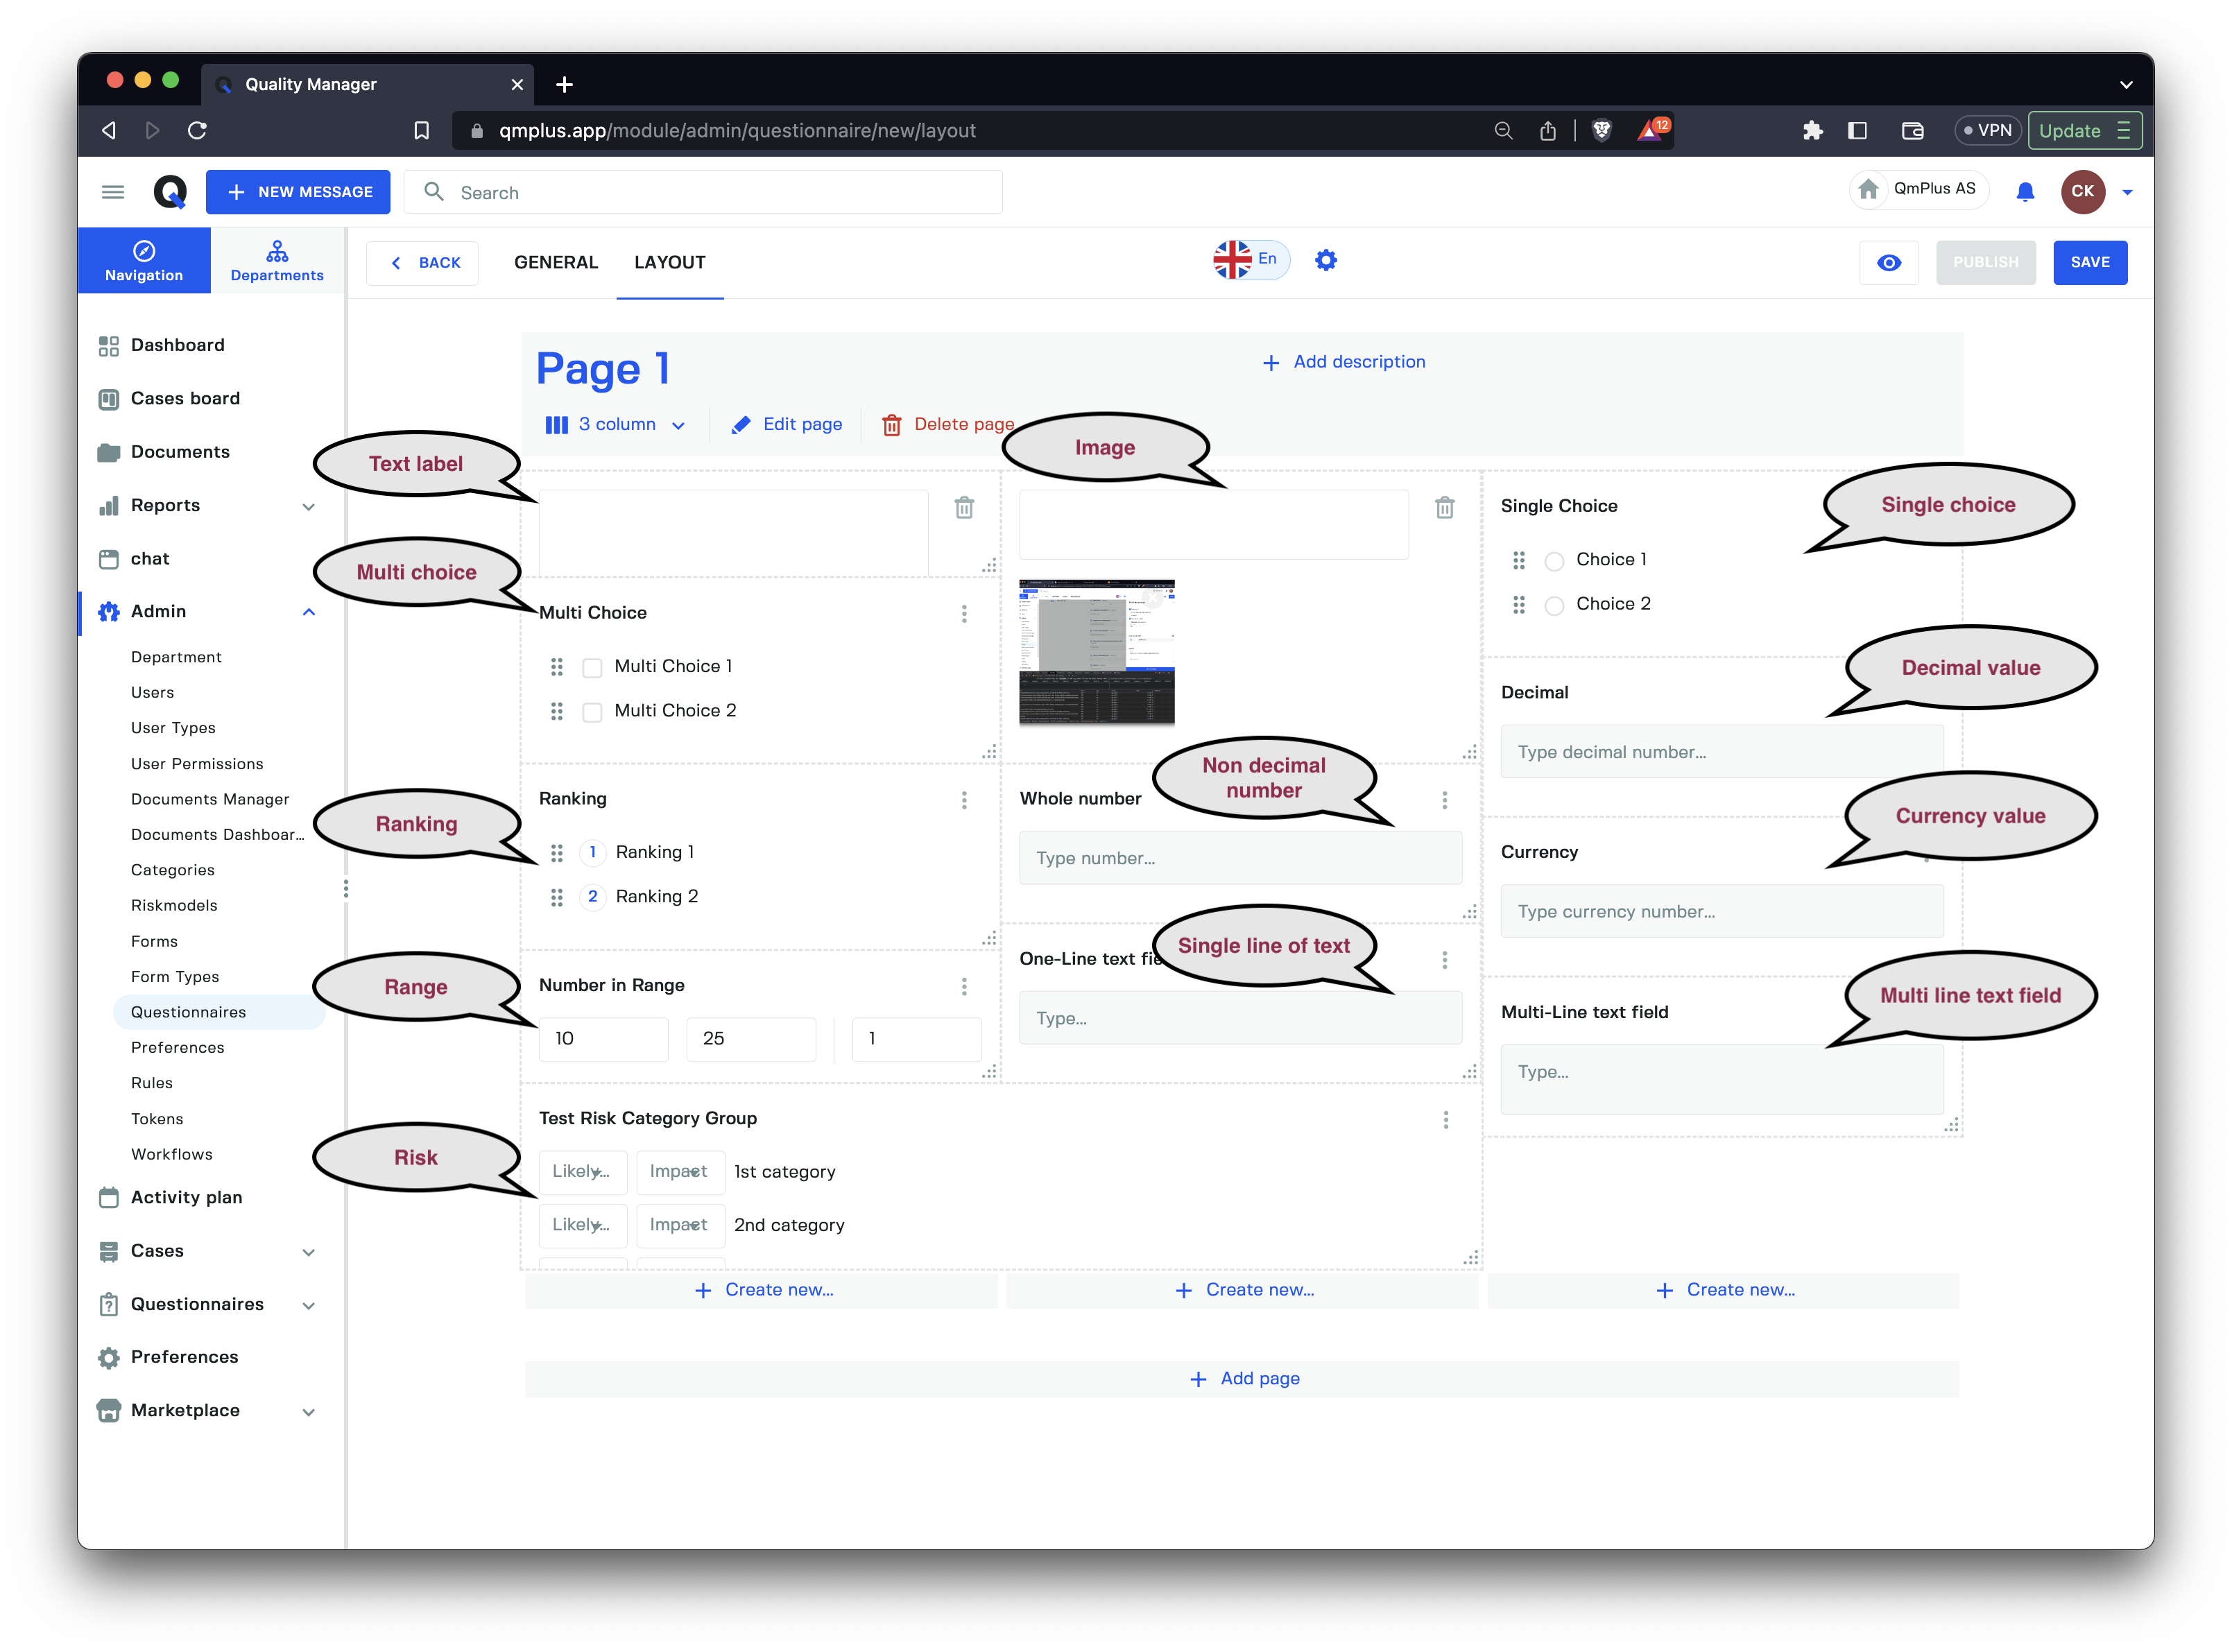 Quality Manager
qmplus.app/module/admin/questionnaire/new/layout
12
VPN
Update
NEW MESSAGE
Search
QmPlus AS
CK
Navigation
Departments
BACK
GENERAL
LAYOUT
En
PUBLISH
SAVE
Dashboard
Cases board
Documents
Reports
chat
Admin
Department
Users
User Types
User Permissions
Documents Manager
Documents Dashboar...
Categories
Riskmodels
Forms
Form Types
Questionnaires
Preferences
Rules
Tokens
Workflows
Activity plan
Cases
Questionnaires
Preferences
Marketplace
Page 1
Add description
3 column
Edit page
Delete page
Text label
Multi choice
Multi Choice
Multi Choice 1
Multi Choice 2
Ranking
Ranking
1 Ranking 1
2 Ranking 2
Range
Number in Range
10 25 1
Risk
Test Risk Category Group
Likely... Impact 1st category
Likely... Impact 2nd category
Image
Non decimal
number
Whole number
Type number...
Single line of text
One-Line text fie
Type...
Single choice
Single Choice
Choice 1
Choice 2
Decimal value
Decimal
Type decimal number...
Currency value
Currency
Type currency number...
Multi line text field
Multi-Line text field
Type...
Create new...
Create new...
Create new...
Add page